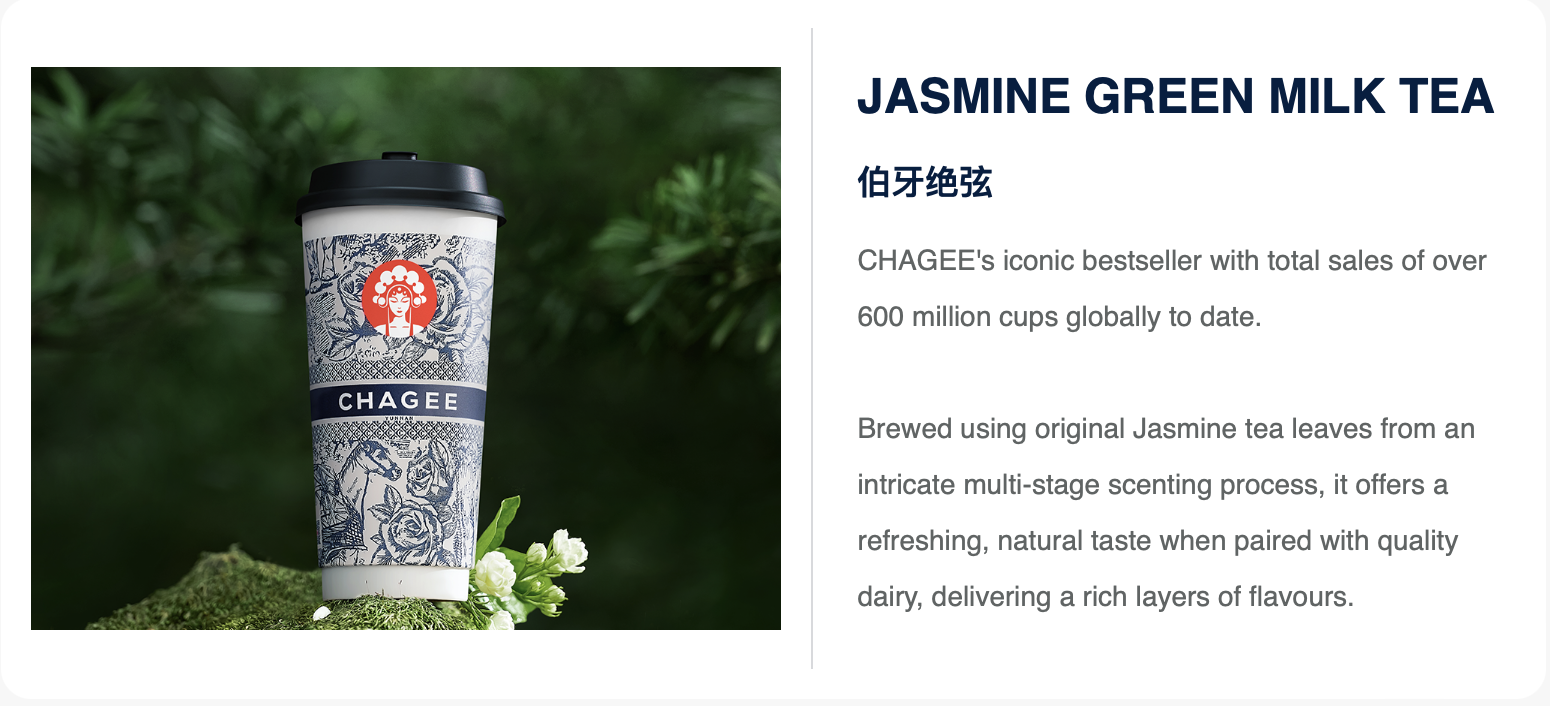 CHAGEE
YUNNAN
JASMINE GREEN MILK TEA
伯牙绝弦
CHAGEE's iconic bestseller with total sales of over
600 million cups globally to date.
Brewed using original Jasmine tea leaves from an
intricate multi-stage scenting process, it offers a
refreshing, natural taste when paired with quality
dairy, delivering a rich layers of flavours.